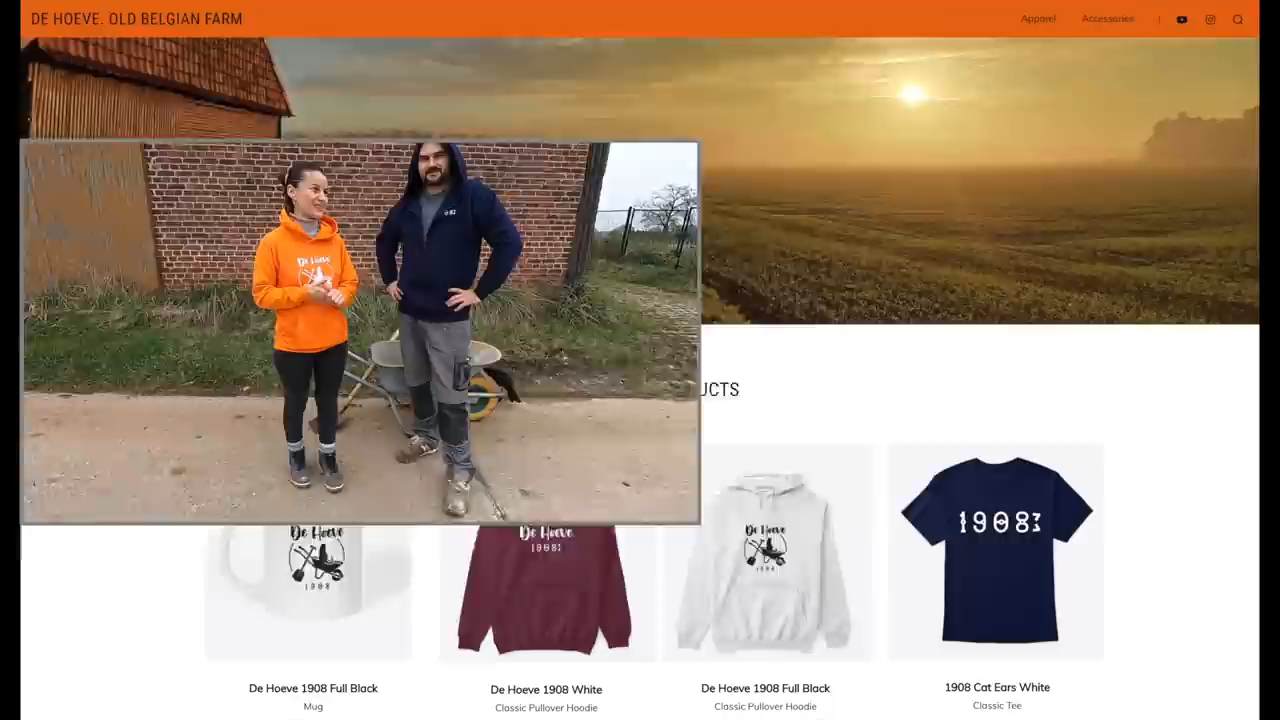 DE HOEVE. OLD BELGIAN FARM
Apparel
Accessories
De Hoeve
De Hoeve
1908
De Hoeve
1908
De Hoeve
1908
1908
De Hoeve 1908 Full Black
Mug
De Hoeve 1908 White
Classic Pullover Hoodie
De Hoeve 1908 Full Black
Classic Pullover Hoodie
1908 Cat Ears White
Classic Tee